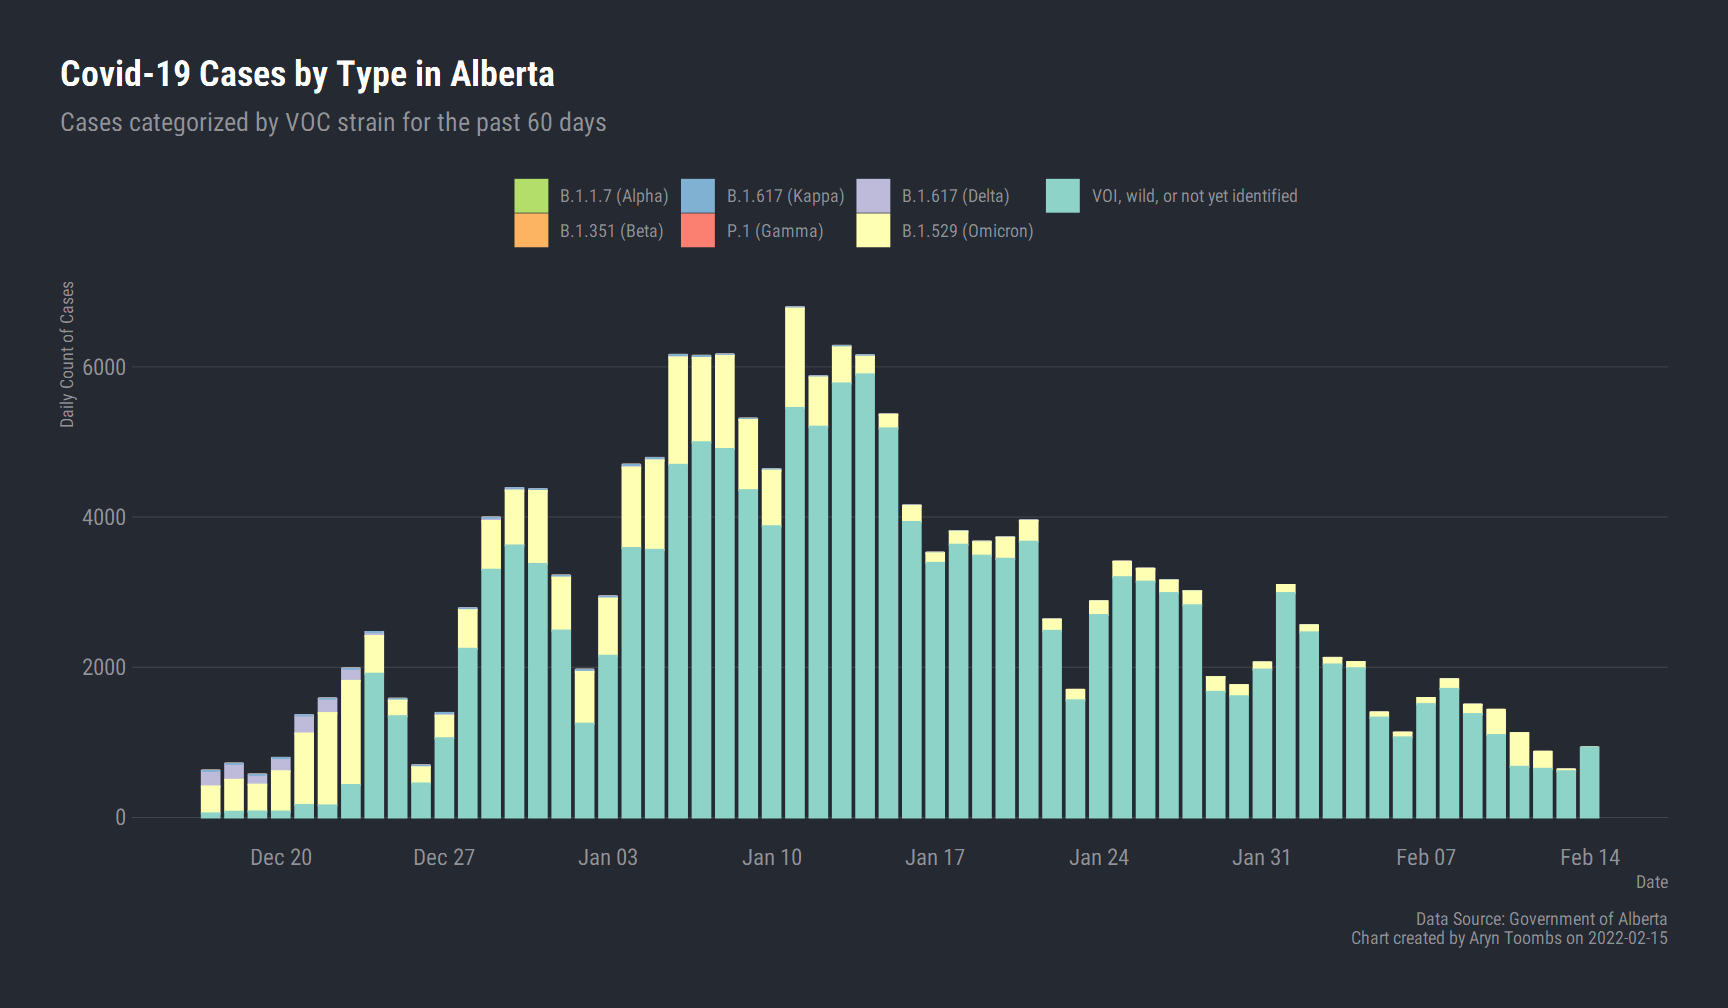 Covid-19 Cases by Type in Alberta
Cases categorized by VOC strain for the past 60 days
B.1.1.7 (Alpha)
B.1.617 (Kappa)
B.1.617 (Delta)
VOI, wild, or not yet identified
B.1.351 (Beta)
P.1 (Gamma)
B.1.529 (Omicron)
Daily Count of Cases
6000
4000
2000
0
Dec 20
Dec 27
Jan 03
Jan 10
Jan 17
Jan 24
Jan 31
Feb 07
Feb 14
Date
Data Source: Government of Alberta
Chart created by Aryn Toombs on 2022-02-15